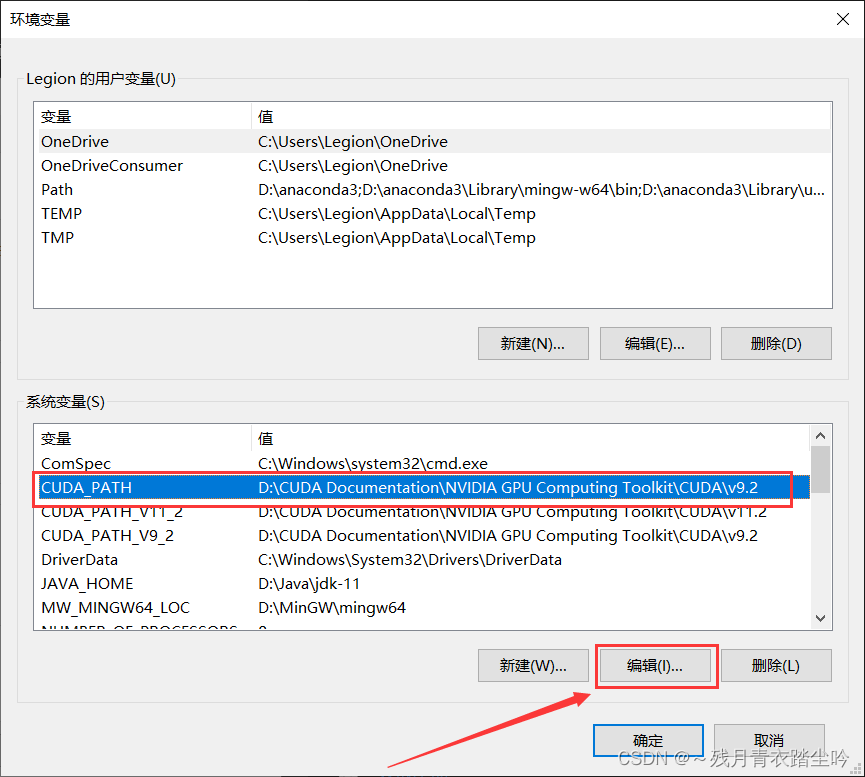 环境变量
Legion 的用户变量(U)
变量 值
OneDrive C:\Users\Legion\OneDrive
OneDriveConsumer C:\Users\Legion\OneDrive
Path D:\anaconda3;D:\anaconda3\Library\mingw-w64\bin;D:\anaconda3\Library\u...
TEMP C:\Users\Legion\AppData\Local\Temp
TMP C:\Users\Legion\AppData\Local\Temp
新建(N)... 编辑(E)... 删除(D)
系统变量(S)
变量 值
ComSpec C:\Windows\system32\cmd.exe
CUDA_PATH D:\CUDA Documentation\NVIDIA GPU Computing Toolkit\CUDA\v9.2
CUDA_PATH_V11_2 D:\CUDA Documentation\NVIDIA GPU Computing Toolkit\CUDA\v11.2
CUDA_PATH_V9_2 D:\CUDA Documentation\NVIDIA GPU Computing Toolkit\CUDA\v9.2
DriverData C:\Windows\System32\Drivers\DriverData
JAVA_HOME D:\Java\jdk-11
MW_MINGW64_LOC D:\MinGW\mingw64
NUMBER_OF_PROCESSORS
新建(W)... 编辑(I)... 删除(L)
确定 取消
CSDN @~残月青衣踏尘吟